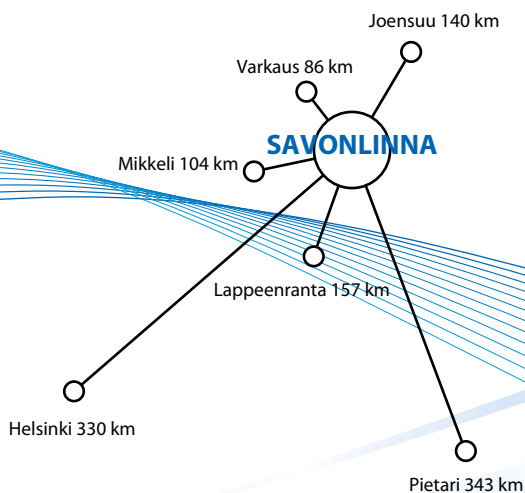 Joensuu 140 km
Varkaus 86 km
SAVONLINNA
Mikkeli 104 km
Lappeenranta 157 km
Helsinki 330 km
Pietari 343 km